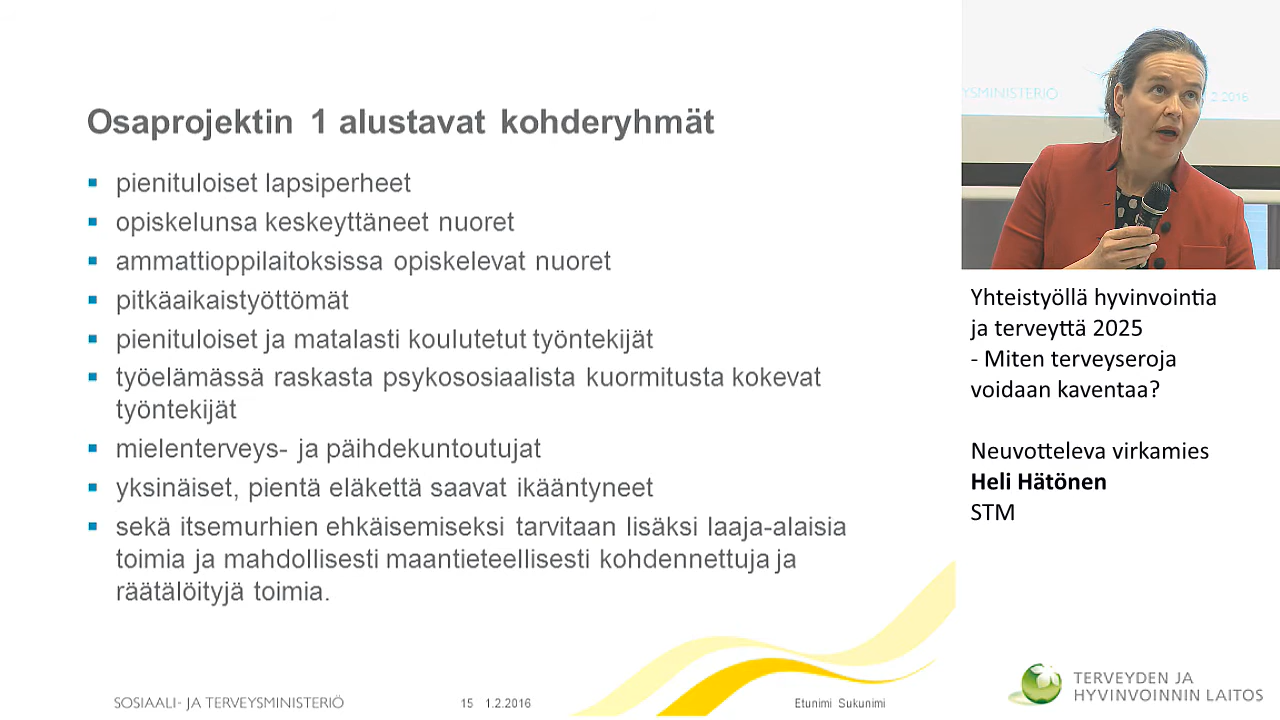 Osaprojektin 1 alustavat kohderyhmät
pienituloiset lapsiperheet
opiskelunsa keskeyttäneet nuoret
ammattioppilaitoksissa opiskelevat nuoret
pitkäaikaistyöttömät
pienituloiset ja matalasti koulutetut työntekijät
työelämässä raskasta psykososiaalista kuormitusta kokevat
työntekijät
mielenterveys- ja päihdekuntoutujat
yksinäiset, pientä eläkettä saavat ikääntyneet
sekä itsemurhien ehkäisemiseksi tarvitaan lisäksi laaja-alaisia
toimia ja mahdollisesti maantieteellisesti kohdennettuja ja
räätälöityjä toimia.
SOSIAALI- JA TERVEYSMINISTERIÖ
15 1.2.2016
Etunimi Sukunimi
YSMINISTERIÖ
2.2016
Yhteistyöllä hyvinvointia
ja terveyttä 2025
- Miten terveyseroja
voidaan kaventaa?
Neuvotteleva virkamies
Heli Hätönen
STM
TERVEYDEN JA
HYVINVOINNIN LAITOS